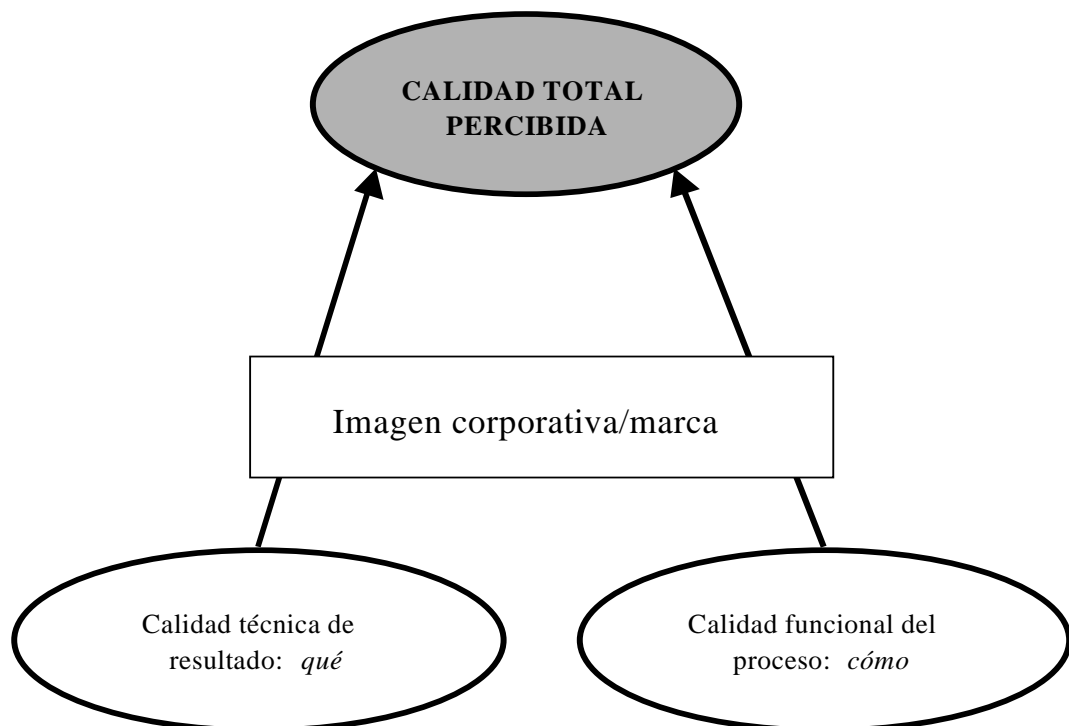 CALIDAD TOTAL
PERCIBIDA
Imagen corporativa/marca
Calidad técnica de
resultado: qué
Calidad funcional del
proceso: cómo